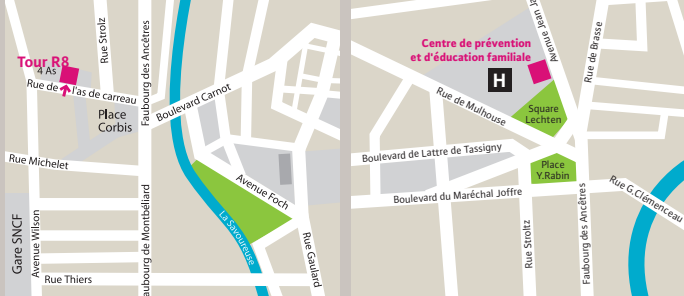 Tour R8
4 As
Rue de l'as de carreau
Rue Strolz
Faubourg des Ancêtres
Place
Corbis
Boulevard Carnot
Rue Michelet
Avenue Foch
La Savoureuse
Gare SNCF
Avenue Wilson
aubourg de Montbéliard
Rue Gaulard
Rue Thiers
Centre de prévention
et d'éducation familiale
H
Avenue Jean J
Rue de Brasse
Rue de Mulhouse
Square
Lechten
Boulevard de Lattre de Tassigny
Place
Y.Rabin
Boulevard du Maréchal Joffre
Rue G.Clémenceau
Rue Stroltz
Faubourg des Ancêtres